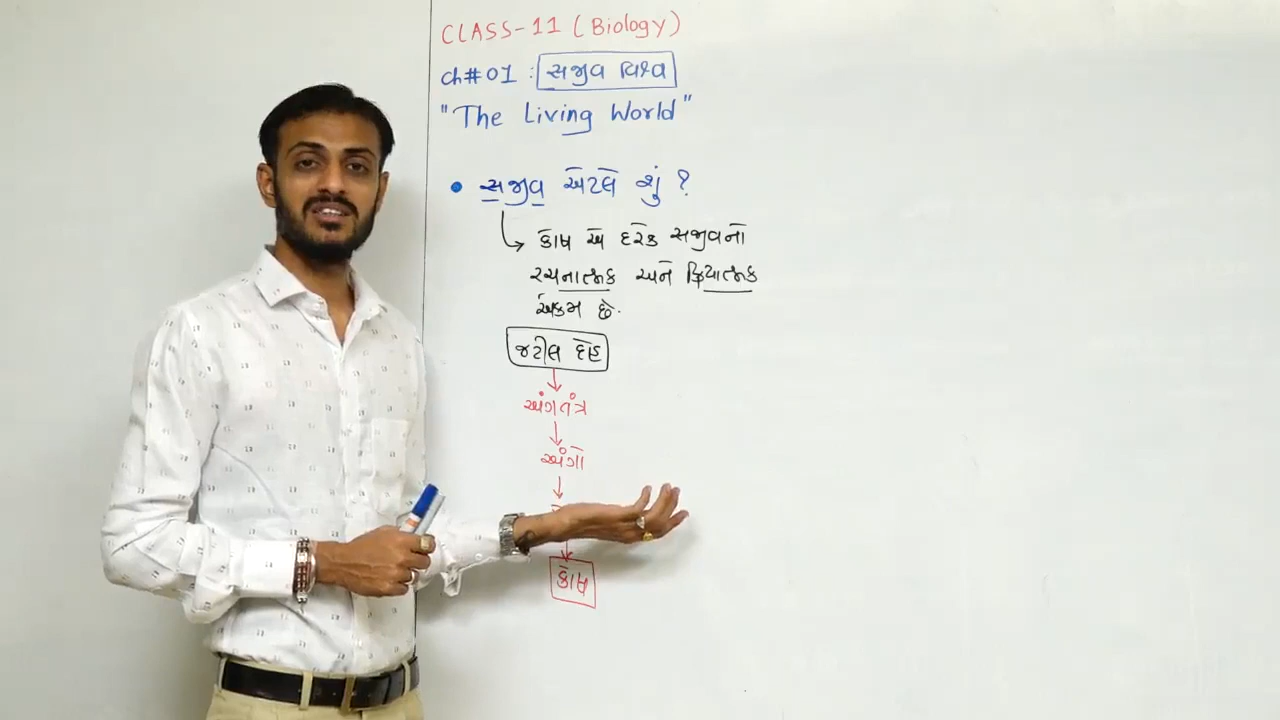 CLASS-11 (Biology)
ch#01 : સજીવ વિશ્વ
"The Living World"
• સજીવ એટલે શું ?
કોષ એ દરેક સજીવનો
રચનાત્મક અને ક્રિયાત્મક
એકમ છે.
જટીલ દેહ
અંગતંત્ર
અંગો
કોષ